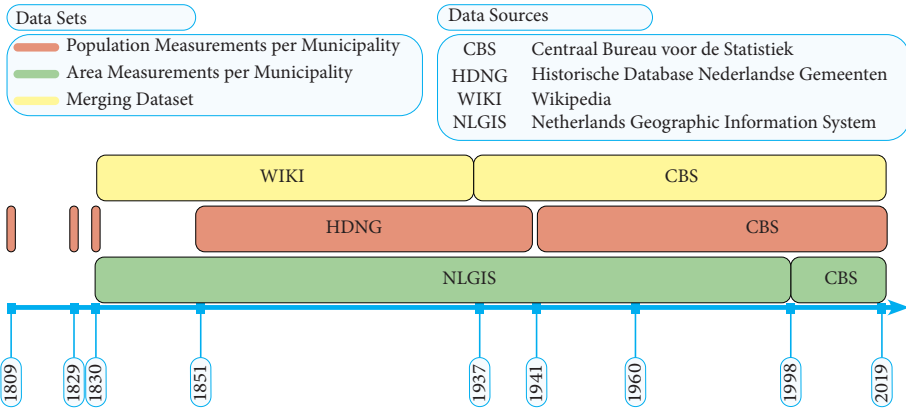 Data Sets
Population Measurements per Municipality
Area Measurements per Municipality
Merging Dataset
Data Sources
CBS Centraal Bureau voor de Statistiek
HDNG Historische Database Nederlandse Gemeenten
WIKI Wikipedia
NLGIS Netherlands Geographic Information System
WIKI CBS
HDNG CBS
NLGIS CBS
1809 1829 1830 1851 1937 1941 1960 1998 2019